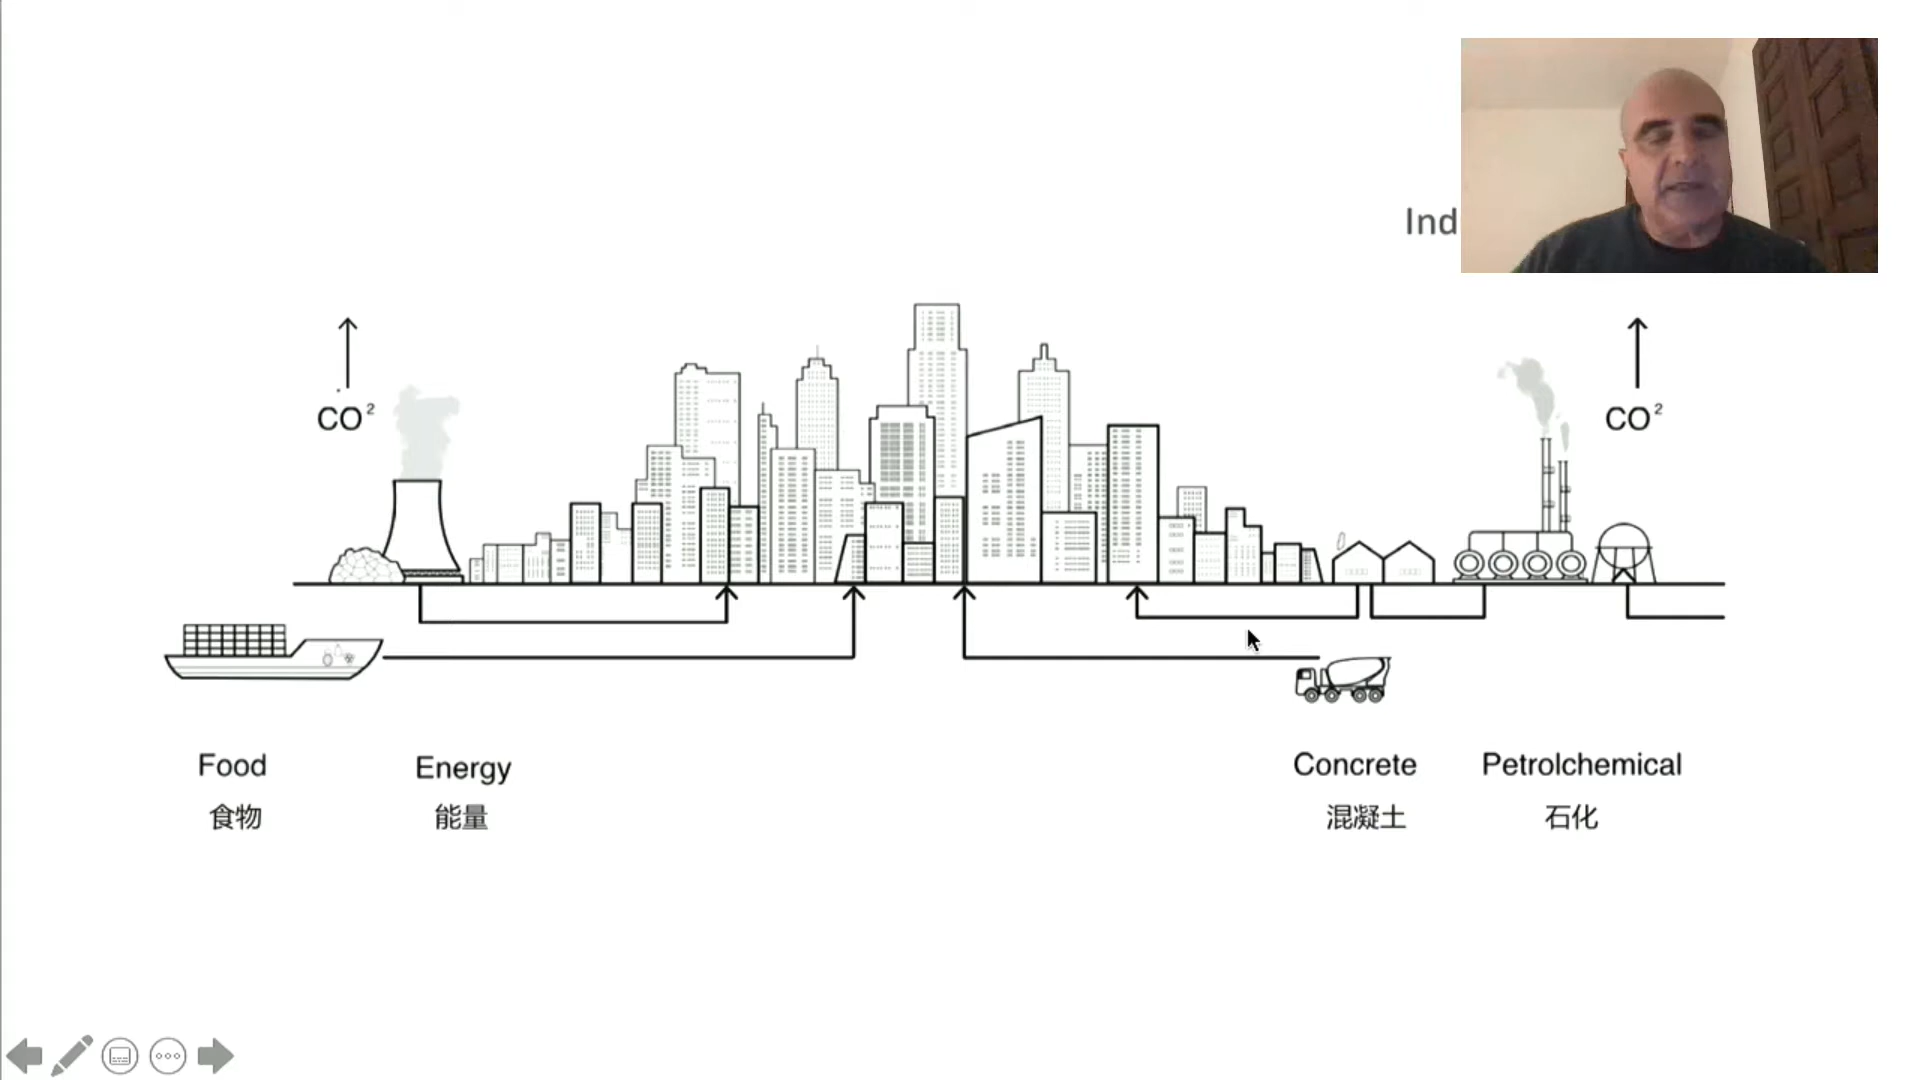 Ind
CO²
CO²
Food
Energy
Concrete
Petrolchemical
食物
能量
混凝土
石化